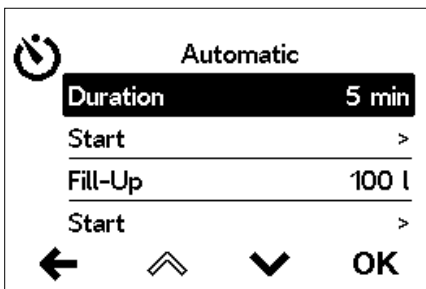 Automatic
Duration 5 min
Start >
Fill-Up 100 l
Start >
OK